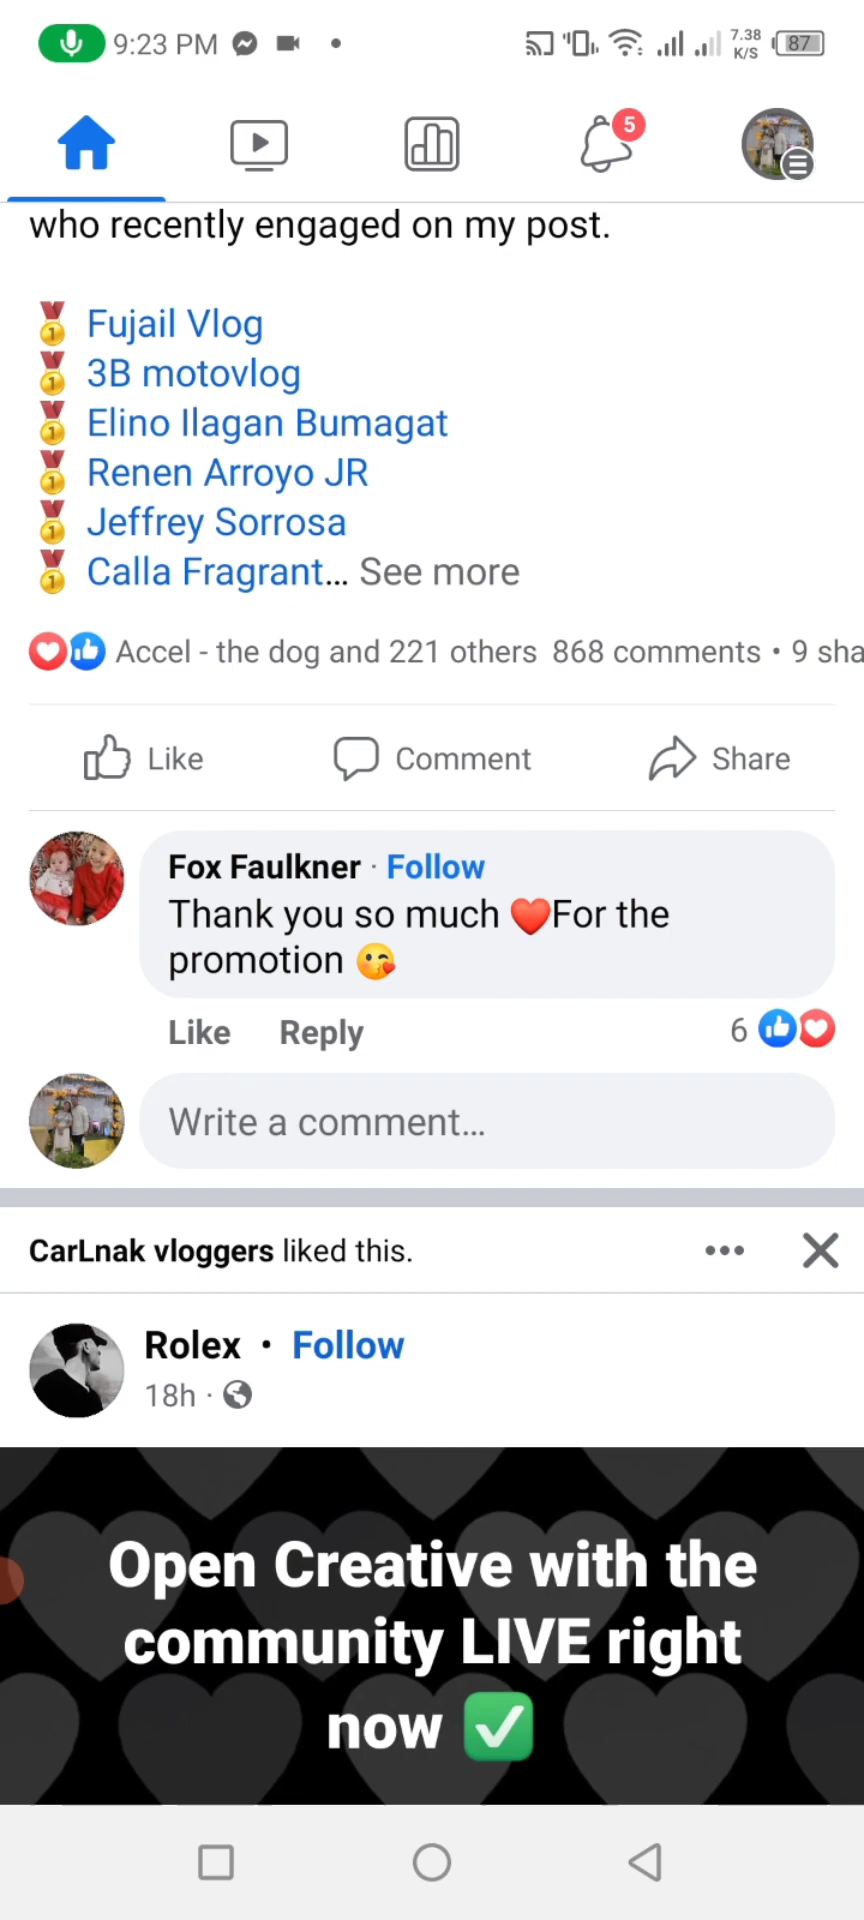 9:23 PM
7.38
K/S
87
5
who recently engaged on my post.
Fujail Vlog
3B motovlog
Elino Ilagan Bumagat
Renen Arroyo JR
Jeffrey Sorrosa
Calla Fragrant... See more
Accel - the dog and 221 others 868 comments • 9 sha
Like Comment Share
Fox Faulkner · Follow
Thank you so much ❤️For the
promotion 😘
Like Reply 6
Write a comment...
CarLnak vloggers liked this.
Rolex • Follow
18h ·
Open Creative with the
community LIVE right
now ✅